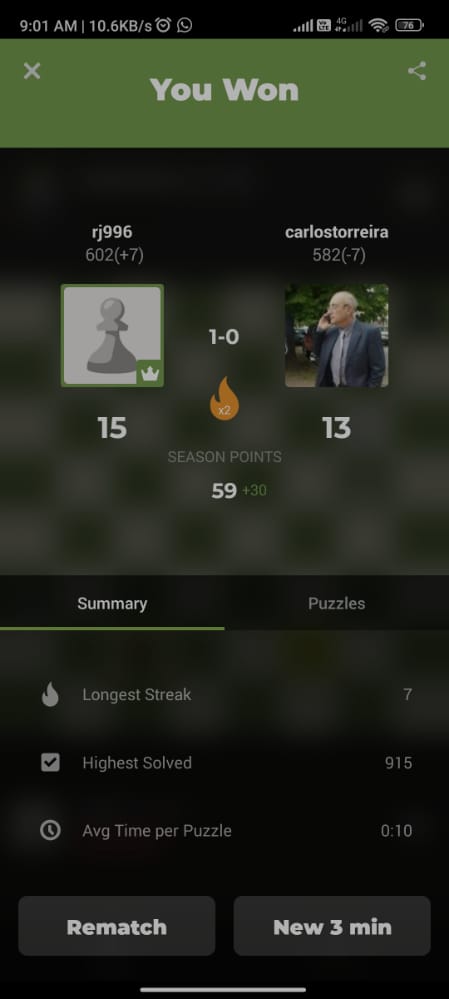 9:01 AM | 10.6KB/s
4G
76
You Won
rj996
602(+7)
carlostorreira
582(-7)
1-0
x2
15
13
SEASON POINTS
59 +30
Summary
Puzzles
Longest Streak 7
Highest Solved 915
Avg Time per Puzzle 0:10
Rematch
New 3 min